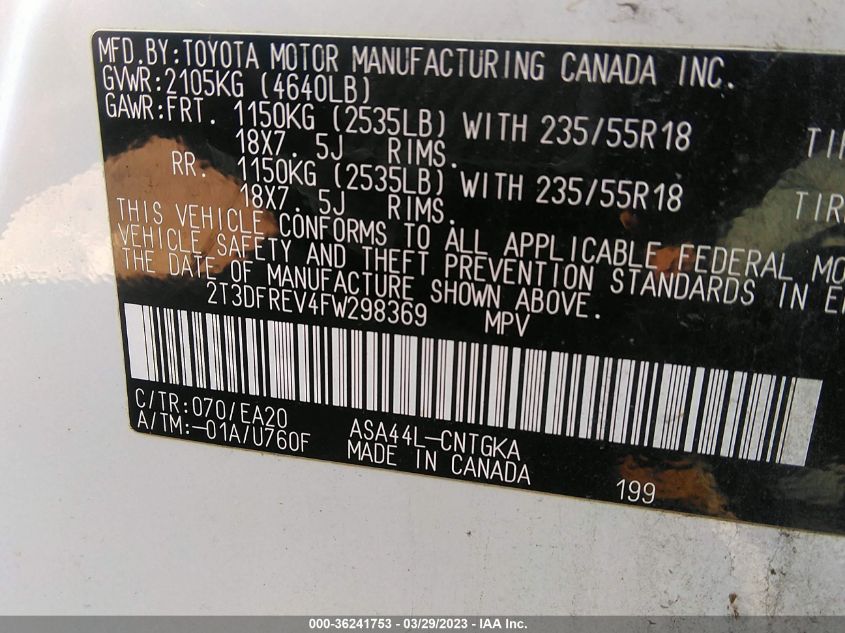 MFD.BY:TOYOTA MOTOR MANUFACTURING CANADA INC.
GVWR:2105KG (4640LB)
GAWR:FRT. 1150KG (2535LB) WITH 235/55R18
18X7.5J RIMS.
RR. 1150KG (2535LB) WITH 235/55R18
18X7.5J RIMS.
THIS VEHICLE CONFORMS TO ALL APPLICABLE FEDERAL
VEHICLE SAFETY AND THEFT PREVENTION STANDARDS IN
THE DATE OF MANUFACTURE SHOWN ABOVE.
2T3DFREV4FW298369 MPV
C/TR:070/EA20
A/TM:-01A/U760F
ASA44L-CNTGKA
MADE IN CANADA
199
000-36241753 - 03/29/2023 - IAA Inc.